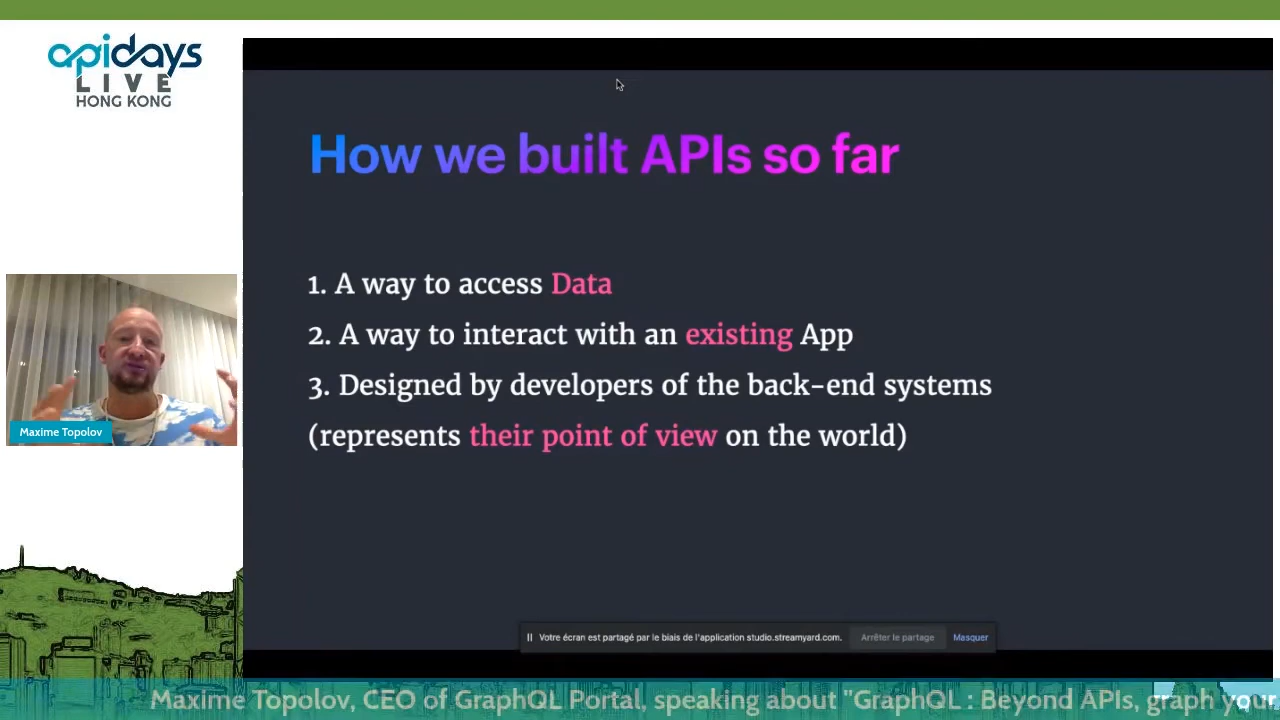 apidays
LIVE
HONG KONG
How we built APIs so far
1. A way to access Data
2. A way to interact with an existing App
3. Designed by developers of the back-end systems
(represents their point of view on the world)
Maxime Topolov
Votre écran est partagé par le biais de l'application studio.streamyard.com.
Arrêter le partage
Masquer
Maxime Topolov, CEO of GraphQL Portal, speaking about "GraphQL : Beyond APIs, graph your